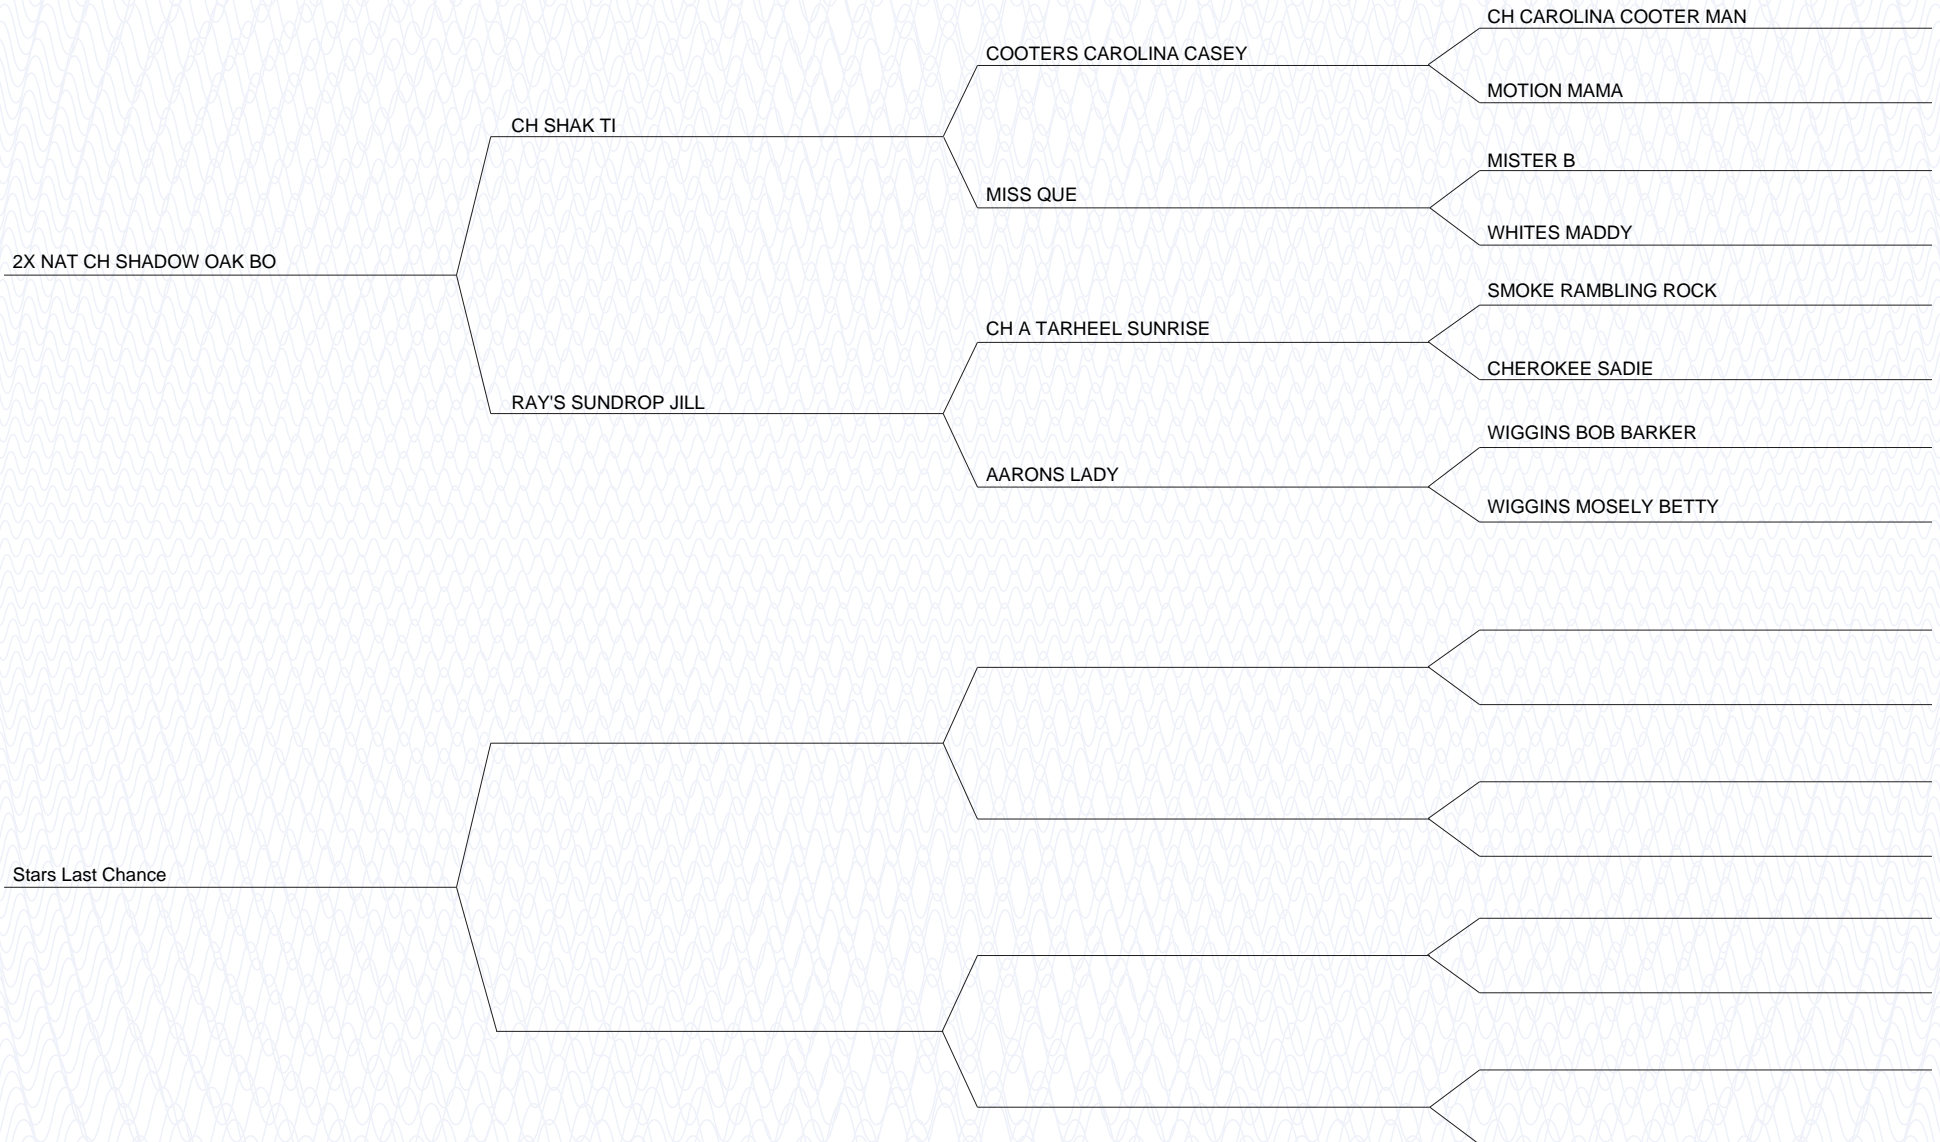 CH CAROLINA COOTER MAN
COOTERS CAROLINA CASEY
MOTION MAMA
CH SHAK TI
MISTER B
MISS QUE
WHITES MADDY
2X NAT CH SHADOW OAK BO
SMOKE RAMBLING ROCK
CH A TARHEEL SUNRISE
CHEROKEE SADIE
RAY'S SUNDROP JILL
WIGGINS BOB BARKER
AARONS LADY
WIGGINS MOSELY BETTY
Stars Last Chance